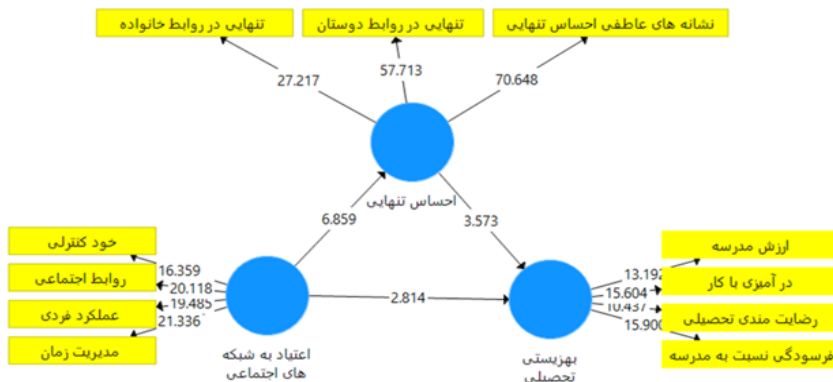 تنهایی در روابط خانواده
تنهایی در روابط دوستان
نشانه های عاطفی احساس تنهایی
27.217
57.713
70.648
احساس تنهایی
6.859
3.573
خود کنترلی
روابط اجتماعی
عملکرد فردی
مدیریت زمان
16.359
20.118
19.485
21.336
اعتیاد به شبکه
های اجتماعی
2.814
بهزیستی
تحصیلی
13.192
15.604
10.437
15.900
ارزش مدرسه
در آمیزی با کار
رضایت مندی تحصیلی
فرسودگی نسبت به مدرسه